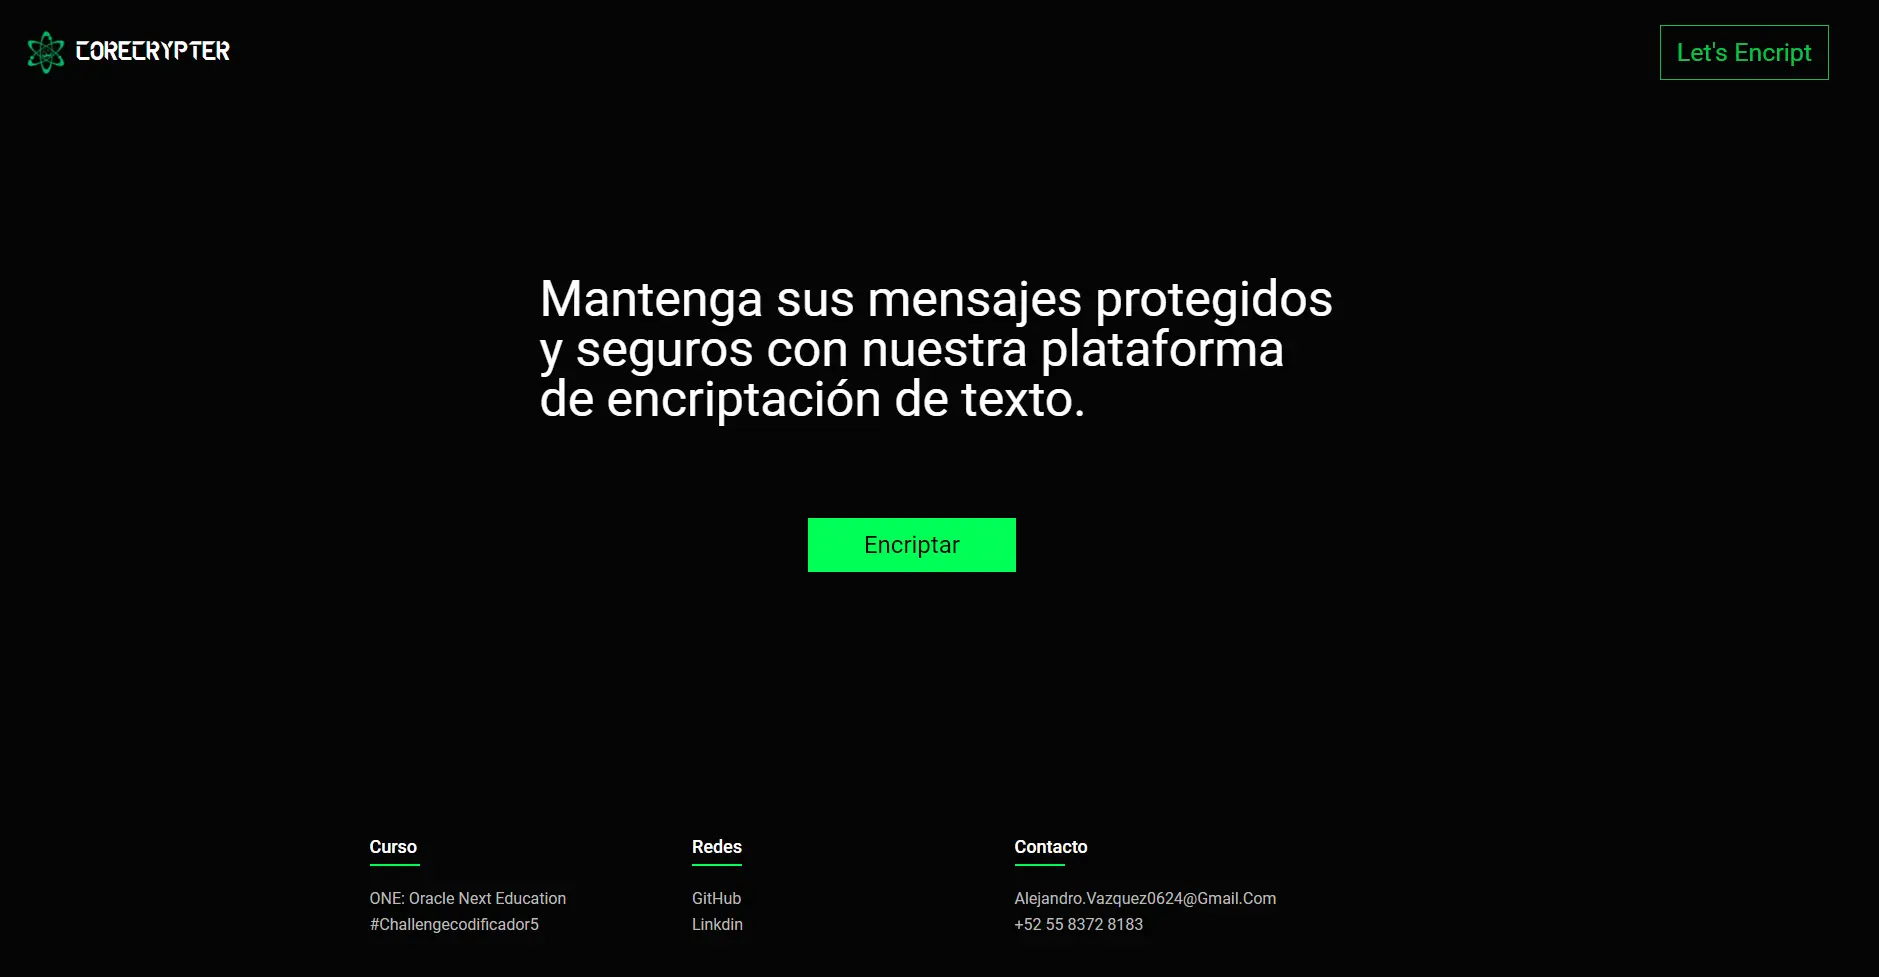 CORECRYPTER
Let's Encript
Mantenga sus mensajes protegidos
y seguros con nuestra plataforma
de encriptación de texto.
Encriptar
Curso
ONE: Oracle Next Education
#Challengecodificador5
Redes
GitHub
Linkdin
Contacto
Alejandro.Vazquez0624@Gmail.Com
+52 55 8372 8183